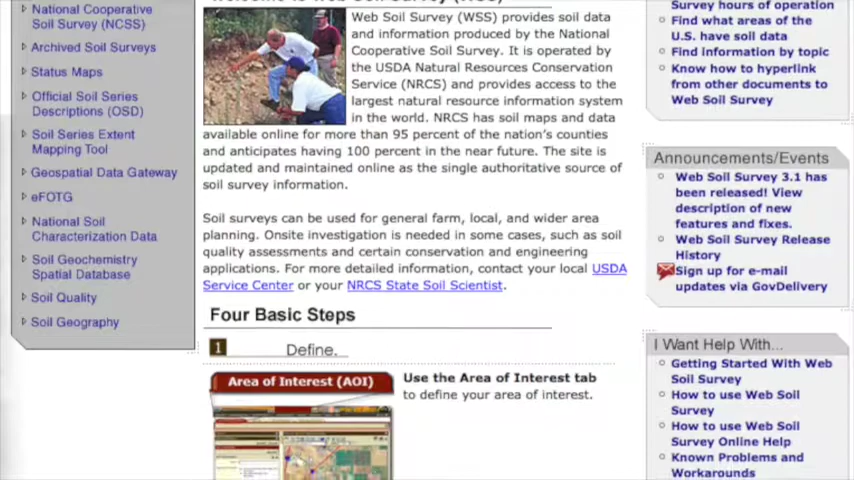 National Cooperative
Soil Survey (NCSS)
Archived Soil Surveys
Status Maps
Official Soil Series
Descriptions (OSD)
Soil Series Extent
Mapping Tool
Geospatial Data Gateway
eFOTG
National Soil
Characterization Data
Soil Geochemistry
Spatial Database
Soil Quality
Soil Geography
Web Soil Survey (WSS) provides soil data
and information produced by the National
Cooperative Soil Survey. It is operated by
the USDA Natural Resources Conservation
Service (NRCS) and provides access to the
largest natural resource information system
in the world. NRCS has soil maps and data
available online for more than 95 percent of the nation's counties
and anticipates having 100 percent in the near future. The site is
updated and maintained online as the single authoritative source of
soil survey information.
Soil surveys can be used for general farm, local, and wider area
planning. Onsite investigation is needed in some cases, such as soil
quality assessments and certain conservation and engineering
applications. For more detailed information, contact your local USDA
Service Center or your NRCS State Soil Scientist.
Four Basic Steps
1 Define.
Area of Interest (AOI)
Use the Area of Interest tab
to define your area of interest.
Survey hours of operation
Find what areas of the
U.S. have soil data
Find information by topic
Know how to hyperlink
from other documents to
Web Soil Survey
Announcements/Events
Web Soil Survey 3.1 has
been released! View
description of new
features and fixes.
Web Soil Survey Release
History
Sign up for e-mail
updates via GovDelivery
I Want Help With...
Getting Started With Web
Soil Survey
How to use Web Soil
Survey
How to use Web Soil
Survey Online Help
Known Problems and
Workarounds